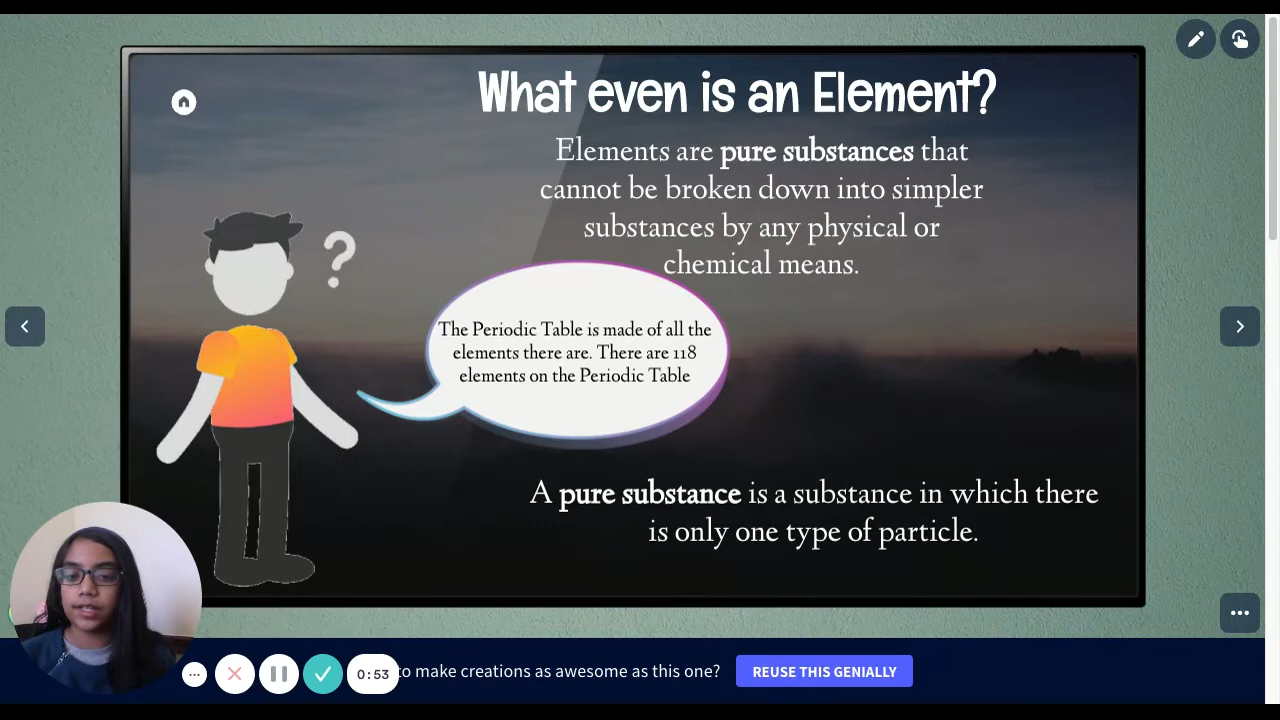 What even is an Element?
Elements are pure substances that
cannot be broken down into simpler
substances by any physical or
chemical means.
?
The Periodic Table is made of all the
elements there are. There are 118
elements on the Periodic Table
A pure substance is a substance in which there
is only one type of particle.
0:53
to make creations as awesome as this one?
REUSE THIS GENIALLY